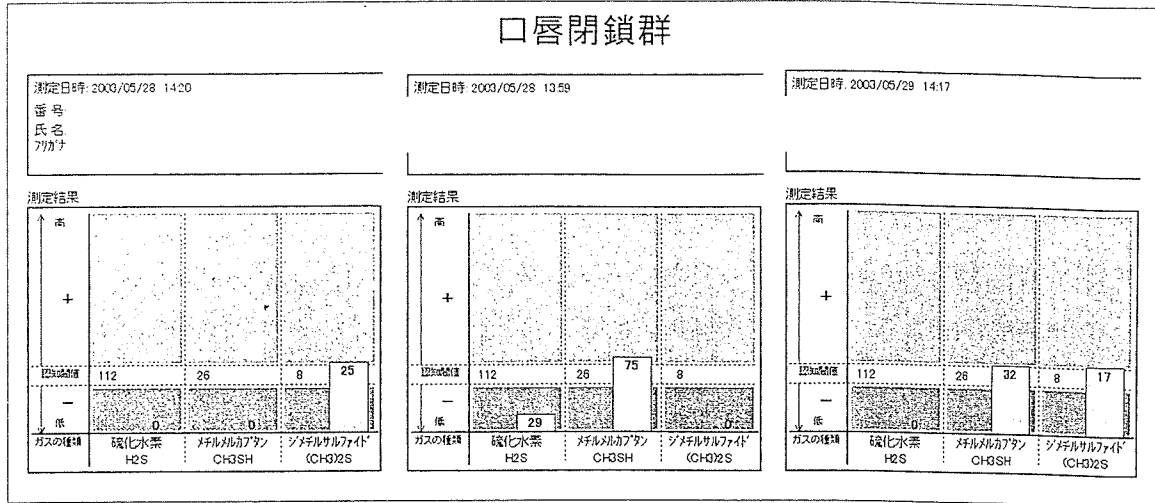 口唇閉鎖群
測定日時: 2003/05/28 14:20
番号:
氏名:
フリガナ
測定結果
高
+
認知閾値 112 26 8 25
−
低 0 0
ガスの種類 硫化水素 メチルメルカプタン ジメチルサルファイド
H2S CH3SH (CH3)2S
測定日時: 2003/05/28 13:59
測定結果
高
+
認知閾値 112 26 75 8
−
低 29 0
ガスの種類 硫化水素 メチルメルカプタン ジメチルサルファイド
H2S CH3SH (CH3)2S
測定日時: 2003/05/29 14:17
測定結果
高
+
認知閾値 112 26 32 8 17
−
低 0
ガスの種類 硫化水素 メチルメルカプタン ジメチルサルファイド
H2S CH3SH (CH3)2S